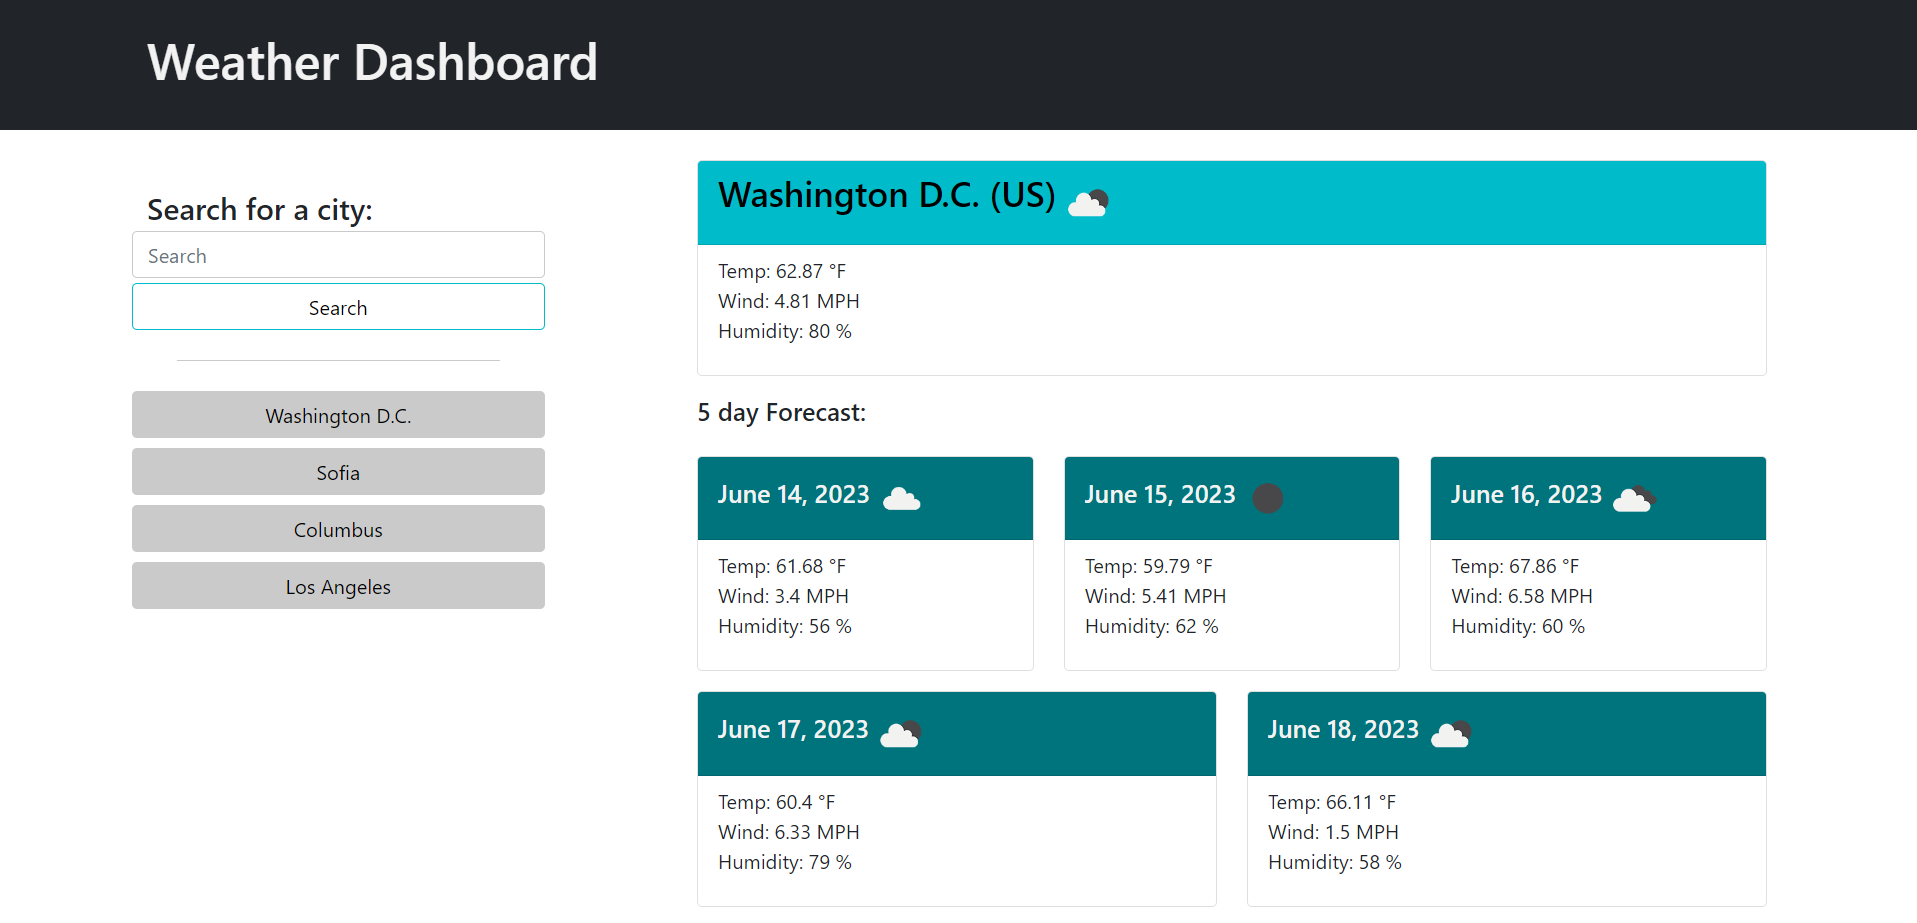 Weather Dashboard
Search for a city:
Search
Search
Washington D.C.
Sofia
Columbus
Los Angeles
Washington D.C. (US)
Temp: 62.87 °F
Wind: 4.81 MPH
Humidity: 80 %
5 day Forecast:
June 14, 2023
Temp: 61.68 °F
Wind: 3.4 MPH
Humidity: 56 %
June 15, 2023
Temp: 59.79 °F
Wind: 5.41 MPH
Humidity: 62 %
June 16, 2023
Temp: 67.86 °F
Wind: 6.58 MPH
Humidity: 60 %
June 17, 2023
Temp: 60.4 °F
Wind: 6.33 MPH
Humidity: 79 %
June 18, 2023
Temp: 66.11 °F
Wind: 1.5 MPH
Humidity: 58 %